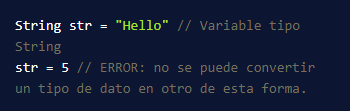 String str = "Hello" // Variable tipo
String
str = 5 // ERROR: no se puede convertir
un tipo de dato en otro de esta forma.